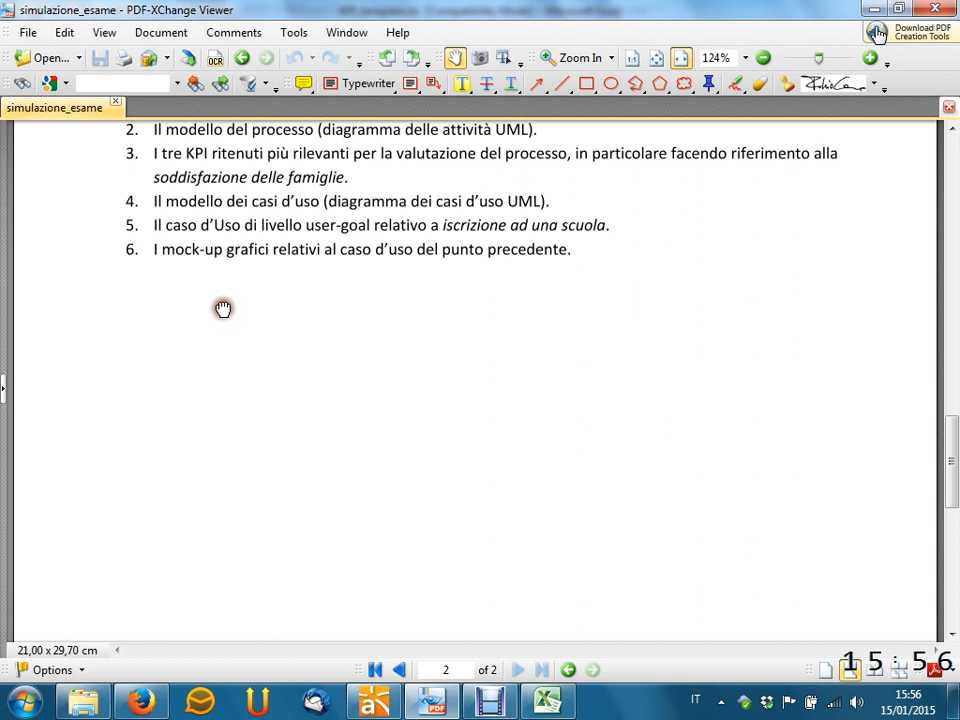 simulazione_esame - PDF-XChange Viewer
File Edit View Document Comments Tools Window Help
Download PDF
Creation Tools
Open...
OCR
Zoom In
124%
Typewriter
simulazione_esame
2. Il modello del processo (diagramma delle attività UML).
3. I tre KPI ritenuti più rilevanti per la valutazione del processo, in particolare facendo riferimento alla
soddisfazione delle famiglie.
4. Il modello dei casi d'uso (diagramma dei casi d'uso UML).
5. Il caso d'Uso di livello user-goal relativo a iscrizione ad una scuola.
6. I mock-up grafici relativi al caso d'uso del punto precedente.
21,00 x 29,70 cm
Options
2 of 2
15:56
IT
15:56
15/01/2015